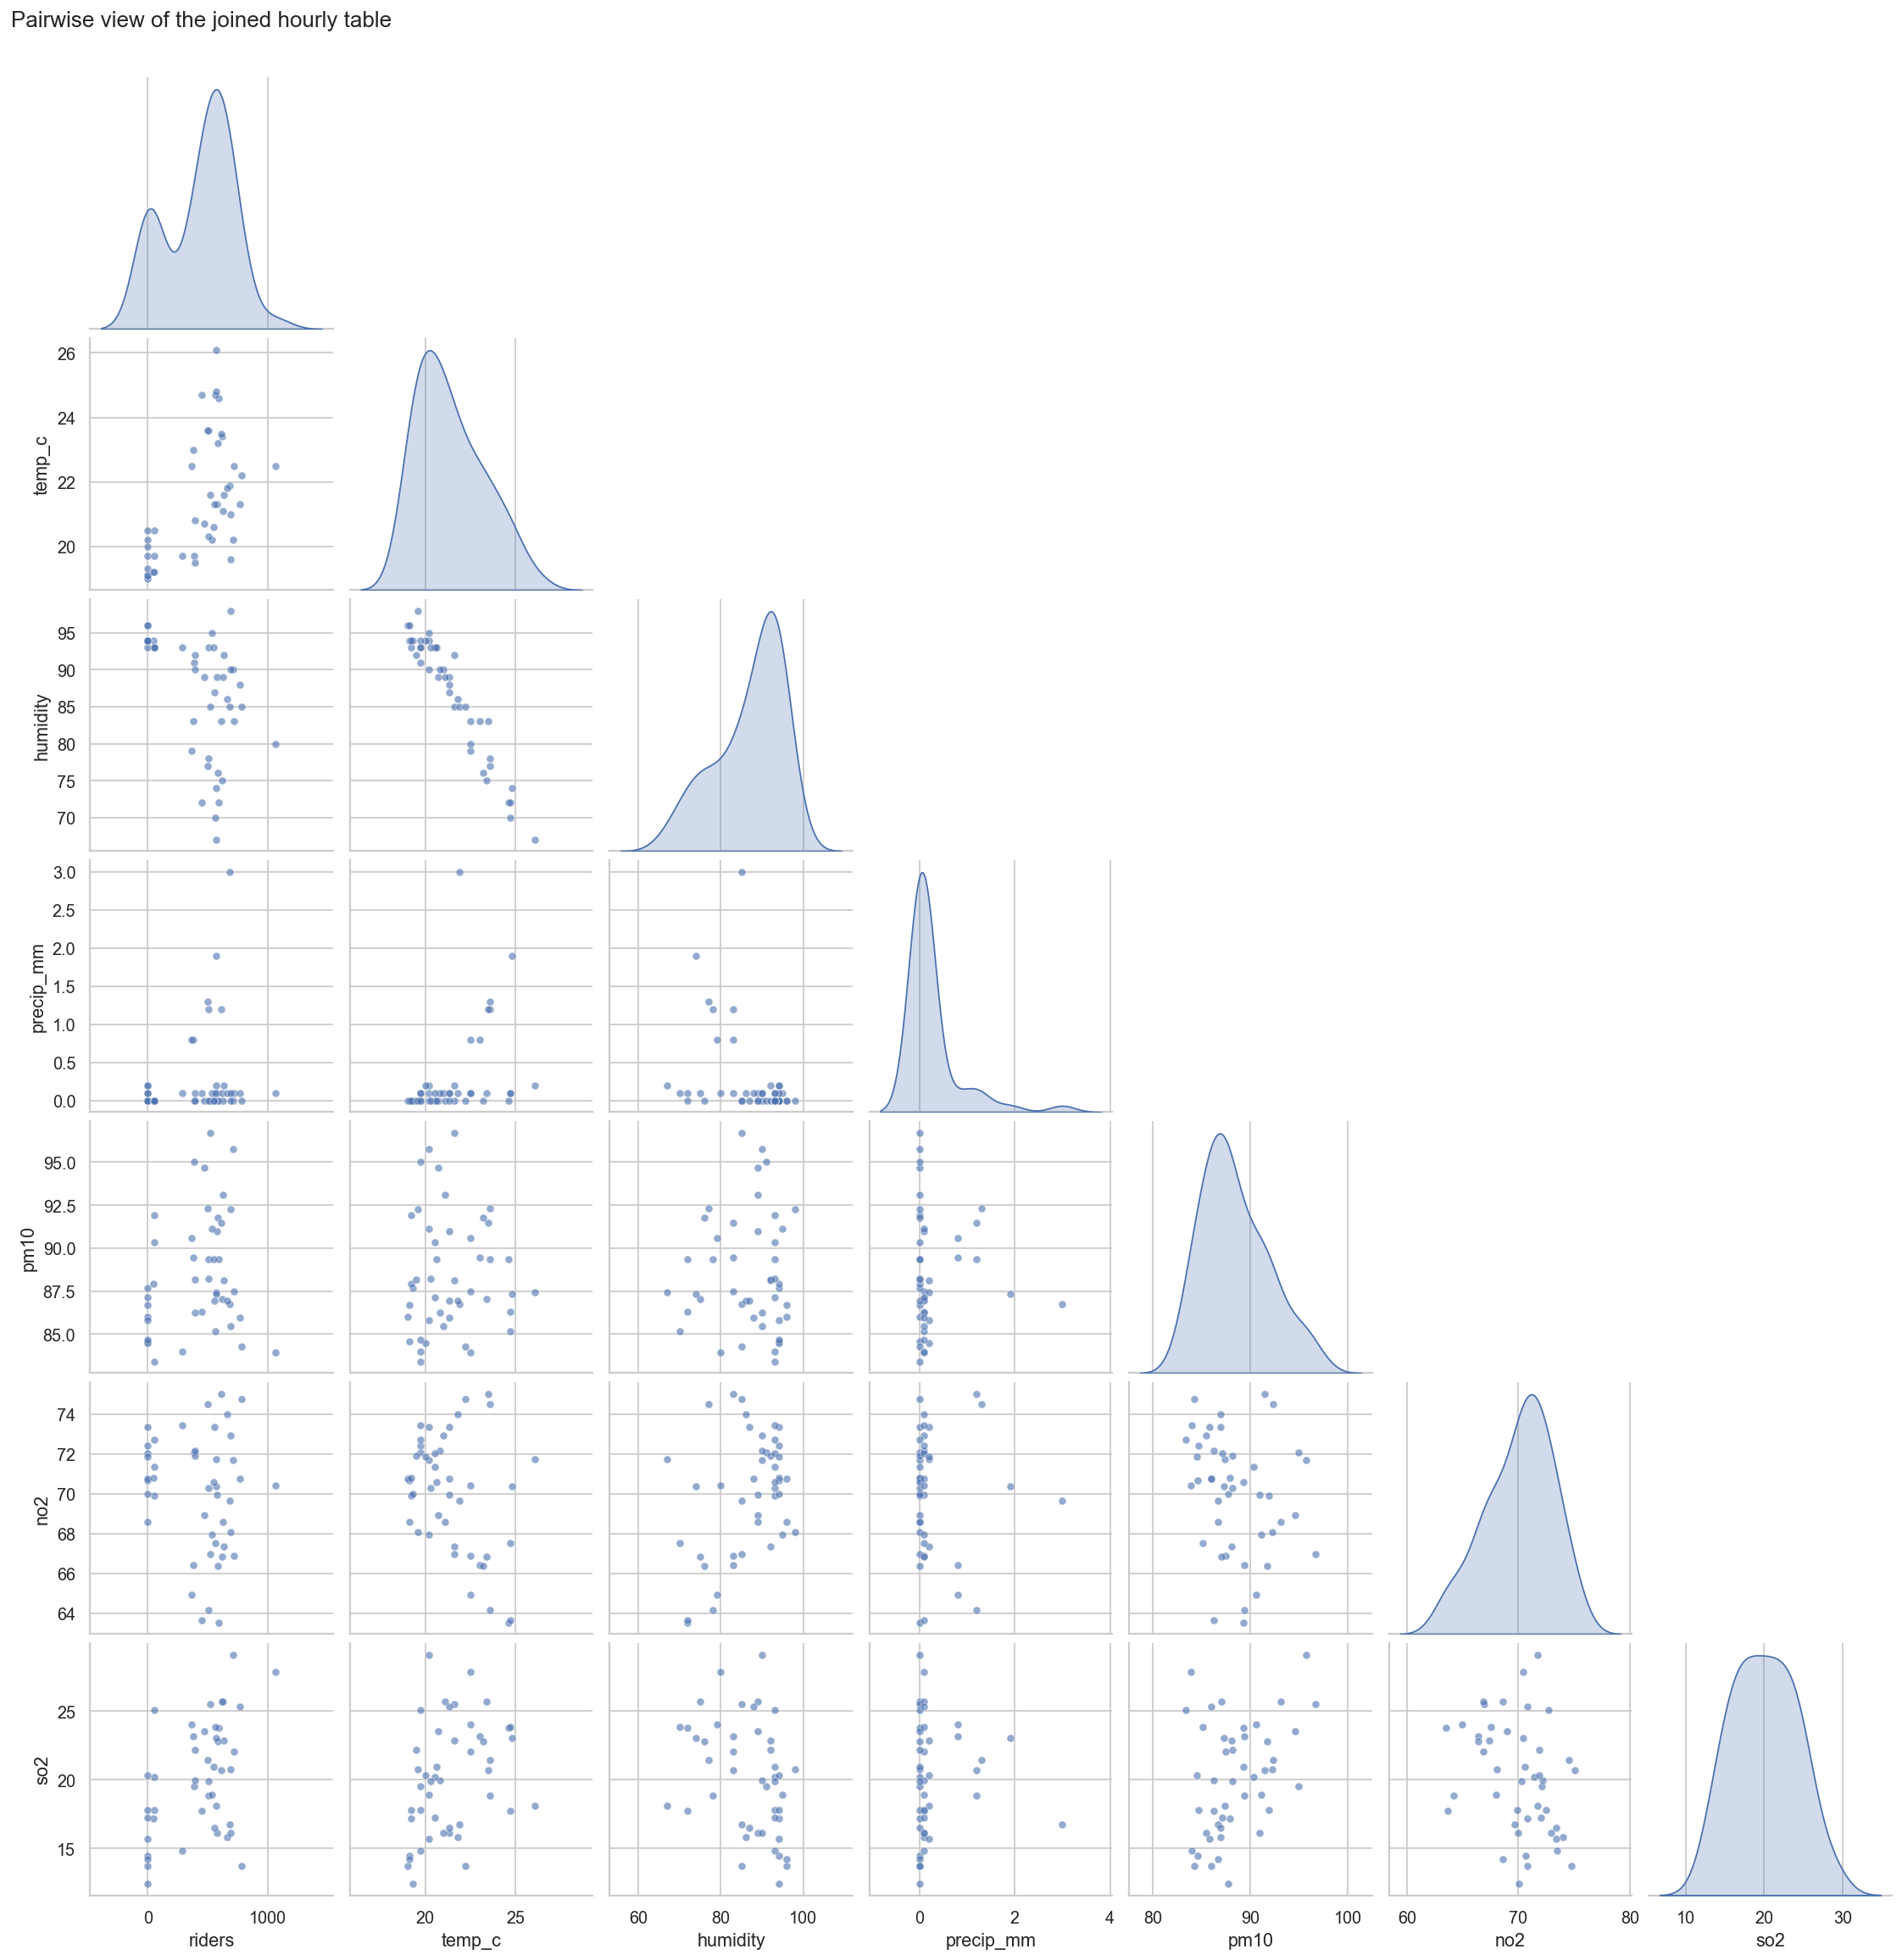 Pairwise view of the joined hourly table
26
24
22
20
temp_c
95
90
85
80
75
70
humidity
3.0
2.5
2.0
1.5
1.0
0.5
0.0
precip_mm
95.0
92.5
90.0
87.5
85.0
pm10
74
72
70
68
66
64
no2
25
20
15
so2
0 1000
20 25
60 80 100
0 2 4
80 90 100
60 70 80
10 20 30
riders temp_c humidity precip_mm pm10 no2 so2